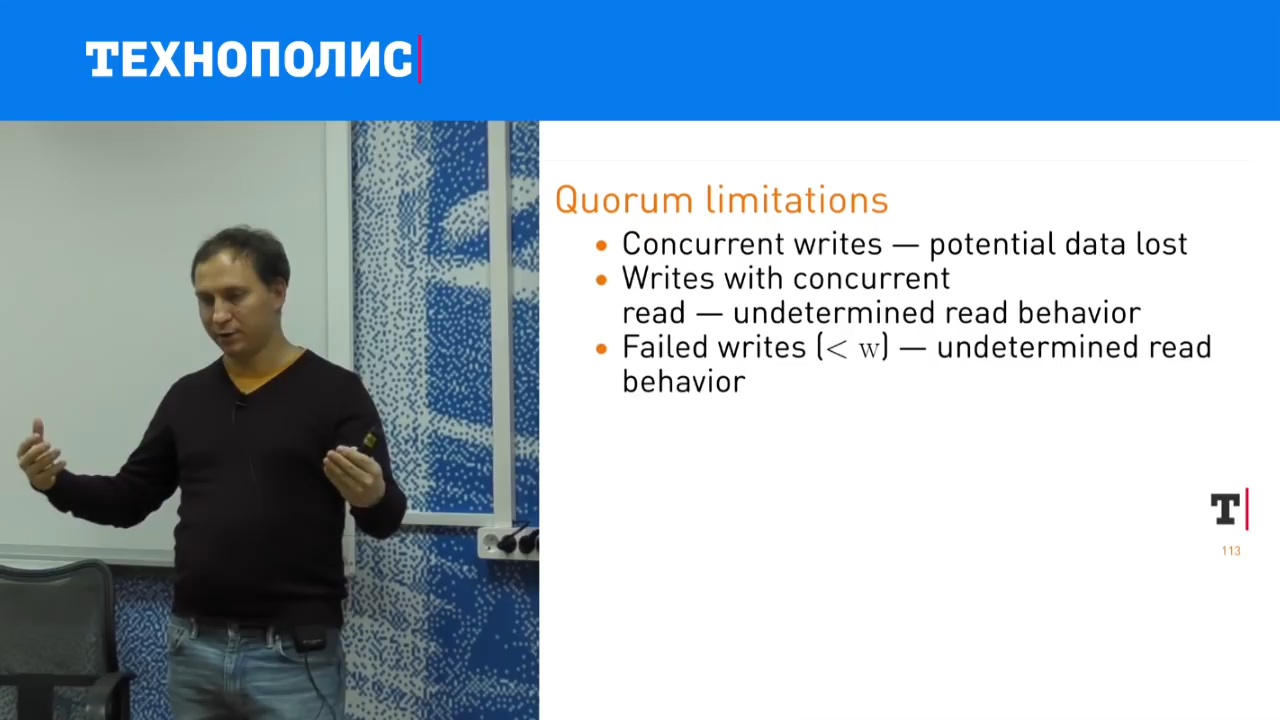 ТЕХНОПОЛИС
Quorum limitations
• Concurrent writes — potential data lost
• Writes with concurrent
read — undetermined read behavior
• Failed writes (< w) — undetermined read
behavior
T
113